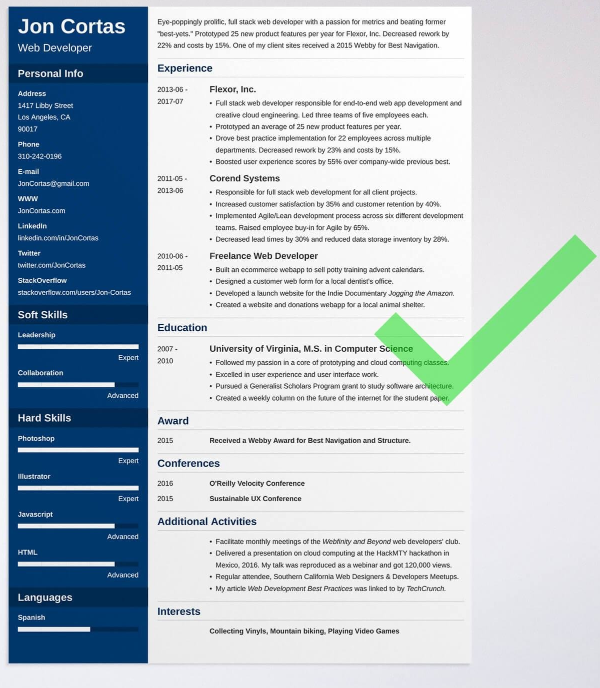 Jon Cortas
Web Developer
Personal Info
Address
1417 Libby Street
Los Angeles, CA
90017
Phone
310-242-0196
E-mail
JonCortas@gmail.com
WWW
JonCortas.com
LinkedIn
linkedin.com/in/JonCortas
Twitter
twitter.com/JonCortas
StackOverflow
stackoverflow.com/users/Jon-Cortas
Soft Skills
Leadership
Expert
Collaboration
Advanced
Hard Skills
Photoshop
Expert
Illustrator
Expert
Javascript
Advanced
HTML
Advanced
Languages
Spanish
Eye-poppingly prolific, full stack web developer with a passion for metrics and beating former
"best-yets." Prototyped 25 new product features per year for Flexor, Inc. Decreased rework by
22% and costs by 15%. One of my client sites received a 2015 Webby for Best Navigation.
Experience
2013-06 -
2017-07
Flexor, Inc.
• Full stack web developer responsible for end-to-end web app development and
creative cloud engineering. Led three teams of five employees each.
• Prototyped an average of 25 new product features per year.
• Drove best practice implementation for 22 employees across multiple
departments. Decreased rework by 23% and costs by 15%.
• Boosted user experience scores by 55% over company-wide previous best.
2011-05 -
2013-06
Corend Systems
• Responsible for full stack web development for all client projects.
• Increased customer satisfaction by 35% and customer retention by 40%.
• Implemented Agile/Lean development process across six different development
teams. Raised employee buy-in for Agile by 65%.
• Decreased lead times by 30% and reduced data storage inventory by 28%.
2010-06 -
2011-05
Freelance Web Developer
• Built an ecommerce webapp to sell potty training advent calendars.
• Designed a customer web form for a local dentist's office.
• Developed a launch website for the Indie Documentary Jogging the Amazon.
• Created a website and donations webapp for a local animal shelter.
Education
2007 -
2010
University of Virginia, M.S. in Computer Science
• Followed my passion in a core of prototyping and cloud computing classes.
• Excelled in user experience and user interface work.
• Pursued a Generalist Scholars Program grant to study software architecture.
• Created a weekly column on the future of the internet for the student paper.
Award
2015 Received a Webby Award for Best Navigation and Structure.
Conferences
2016 O'Reilly Velocity Conference
2015 Sustainable UX Conference
Additional Activities
• Facilitate monthly meetings of the Webfinity and Beyond web developers' club.
• Delivered a presentation on cloud computing at the HackMTY hackathon in
Mexico, 2016. My talk was reproduced as a webinar and got 120,000 views.
• Regular attendee, Southern California Web Designers & Developers Meetups.
• My article Web Development Best Practices was linked to by TechCrunch.
Interests
Collecting Vinyls, Mountain biking, Playing Video Games